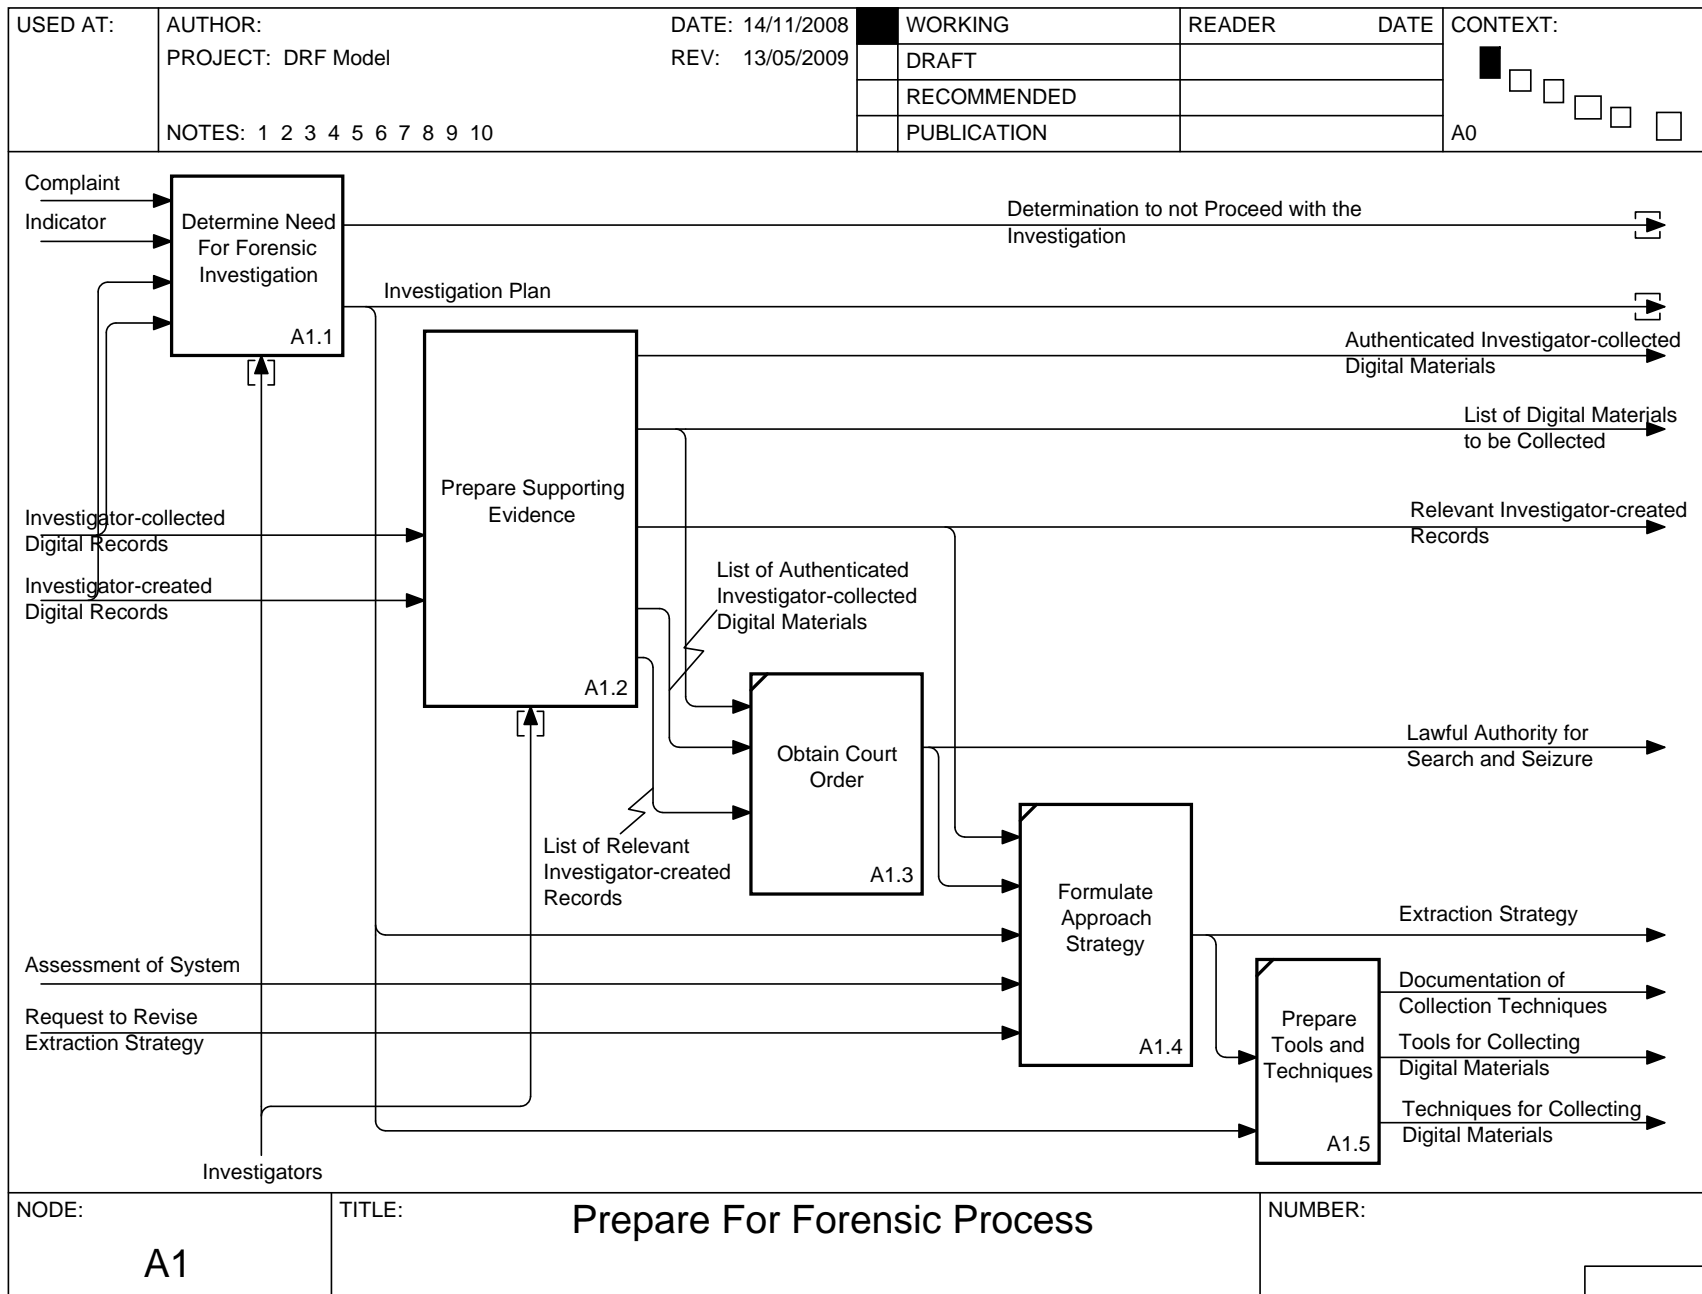 USED AT:
AUTHOR:
DATE: 14/11/2008
PROJECT: DRF Model
REV: 13/05/2009
NOTES: 1 2 3 4 5 6 7 8 9 10
WORKING
DRAFT
RECOMMENDED
PUBLICATION
READER
DATE
CONTEXT:
A0
Complaint
Indicator
Determine Need
For Forensic
Investigation
A1.1
Determination to not Proceed with the
Investigation
Investigation Plan
Authenticated Investigator-collected
Digital Materials
List of Digital Materials
to be Collected
Prepare Supporting
Evidence
A1.2
Investigator-collected
Digital Records
Investigator-created
Digital Records
Relevant Investigator-created
Records
List of Authenticated
Investigator-collected
Digital Materials
Obtain Court
Order
A1.3
Lawful Authority for
Search and Seizure
List of Relevant
Investigator-created
Records
Formulate
Approach
Strategy
A1.4
Extraction Strategy
Assessment of System
Request to Revise
Extraction Strategy
Documentation of
Collection Techniques
Prepare
Tools and
Techniques
A1.5
Tools for Collecting
Digital Materials
Techniques for Collecting
Digital Materials
Investigators
NODE:
A1
TITLE:
Prepare For Forensic Process
NUMBER: